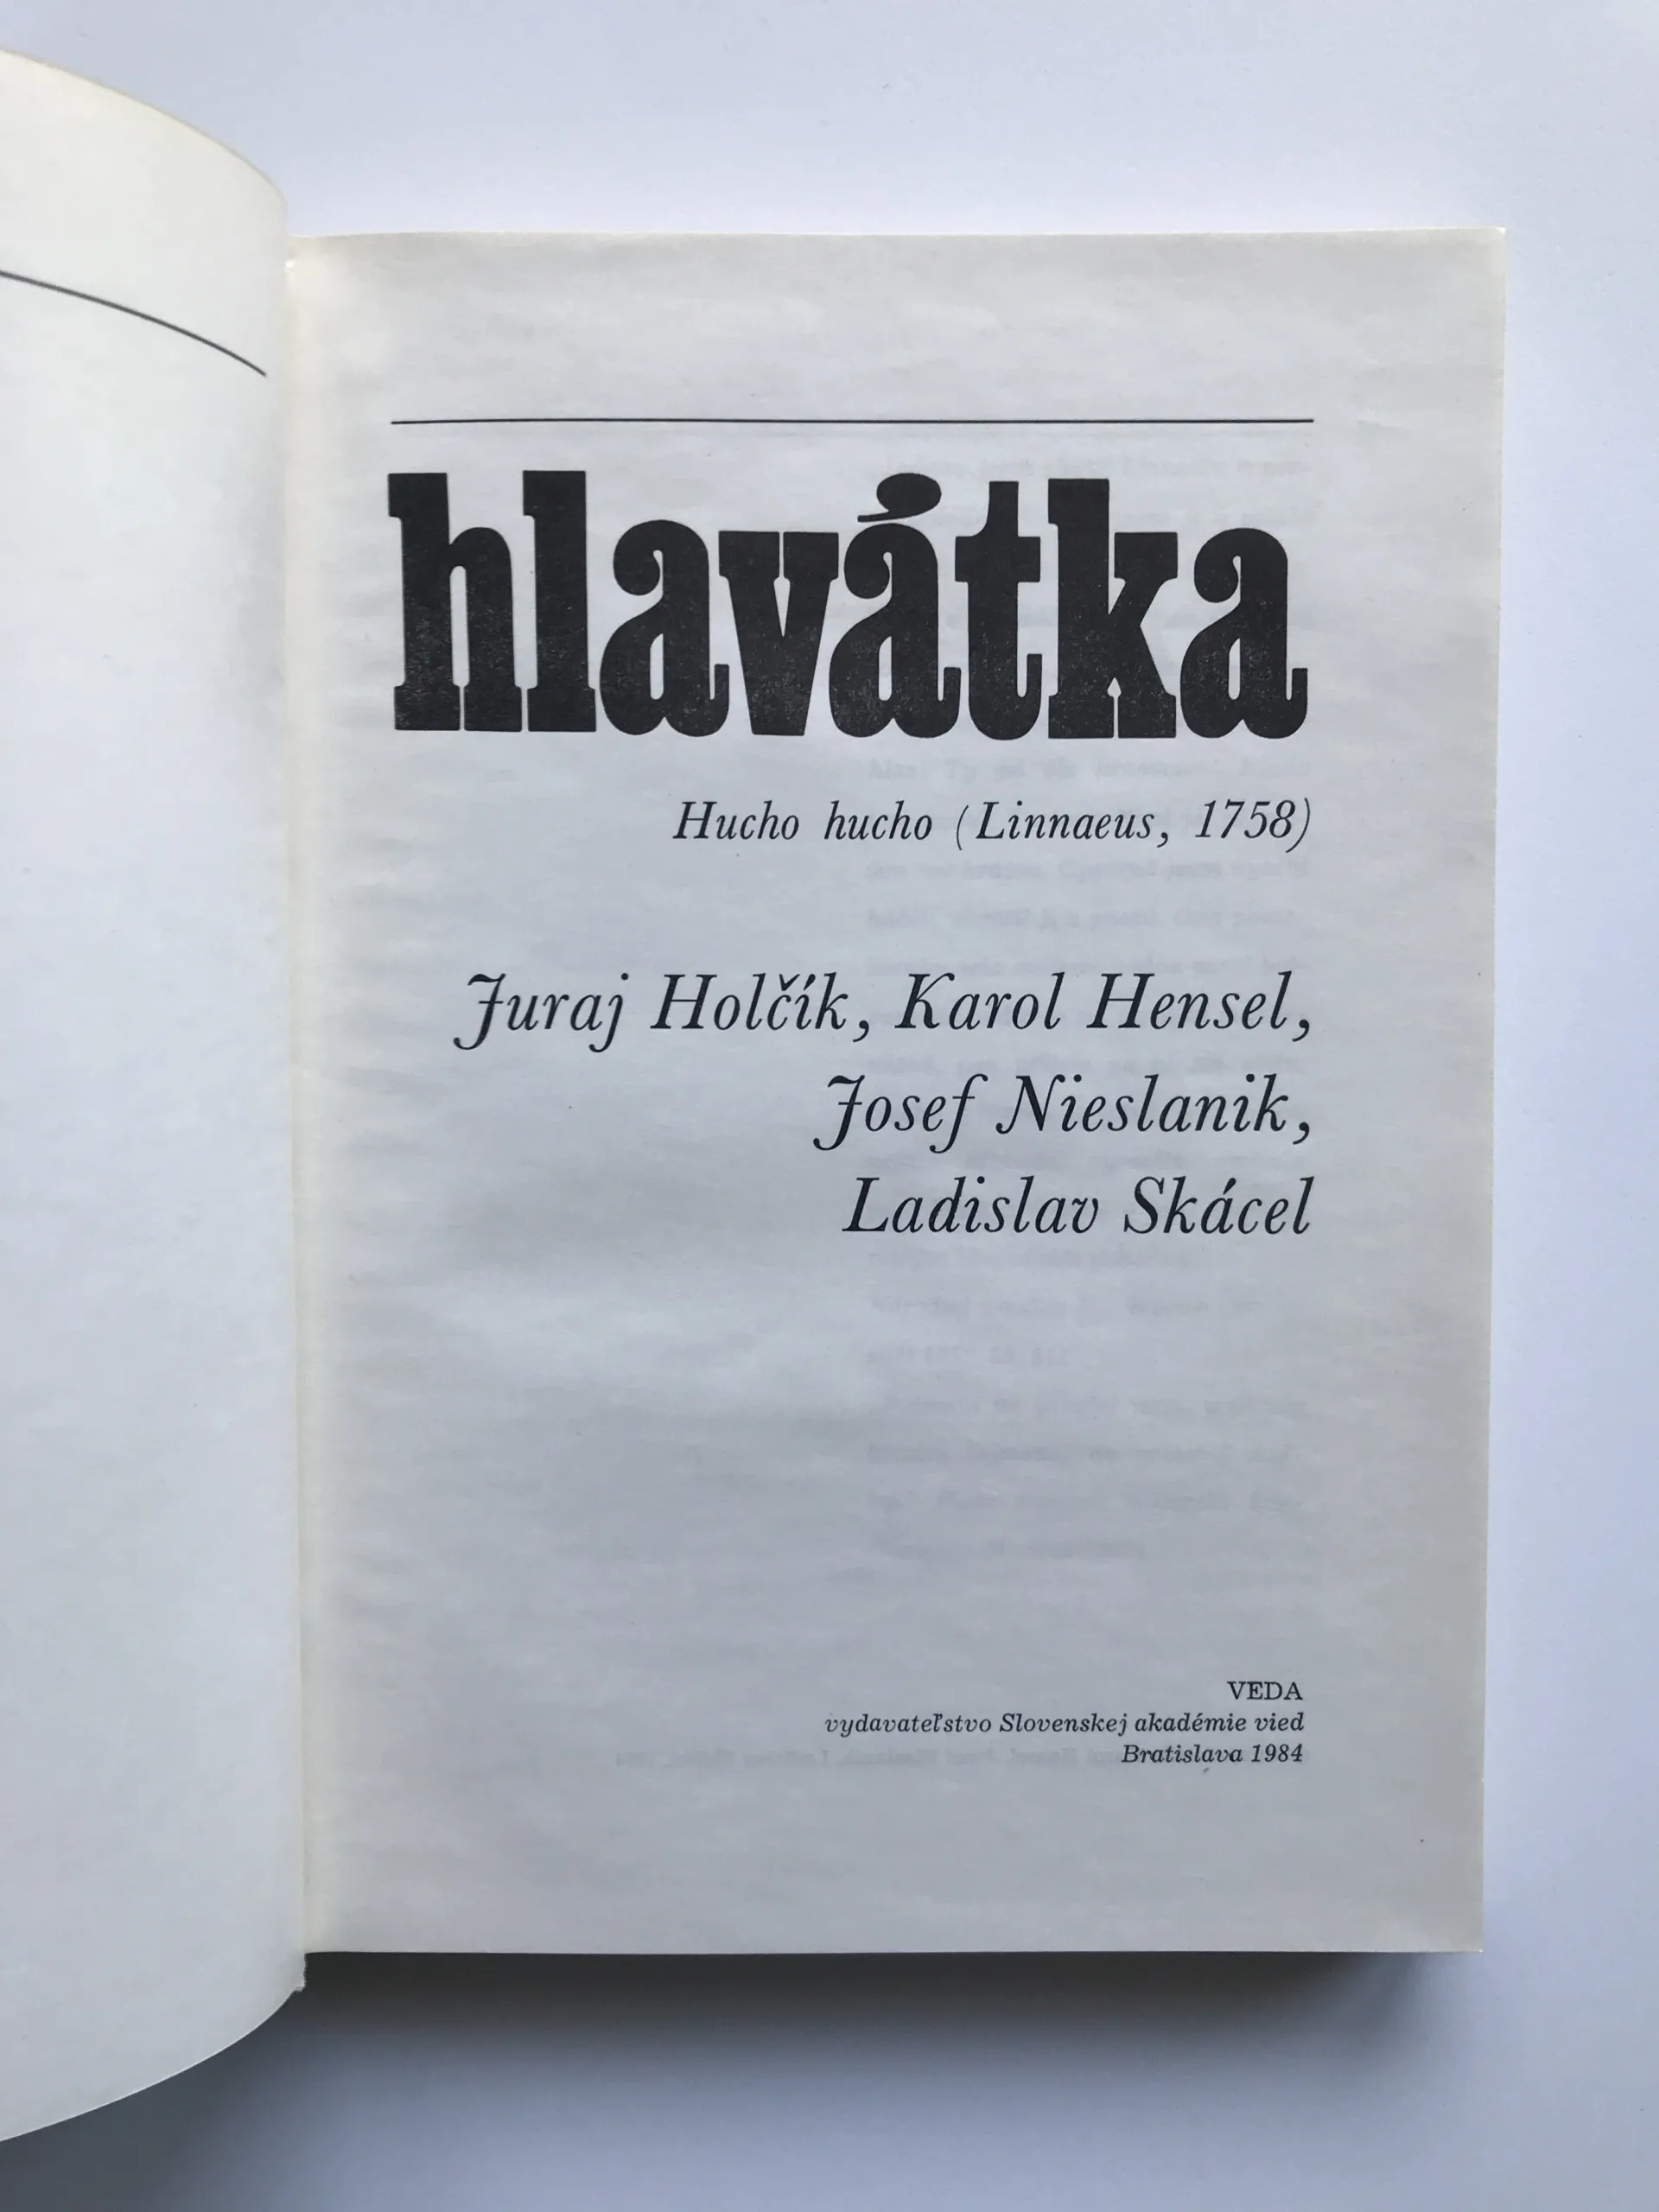 hlavátka
Hucho hucho (Linnaeus, 1758)
Juraj Holčík, Karol Hensel,
Josef Nieslanik,
Ladislav Skácel
VEDA
vydavateľstvo Slovenskej akadémie vied
Bratislava 1984